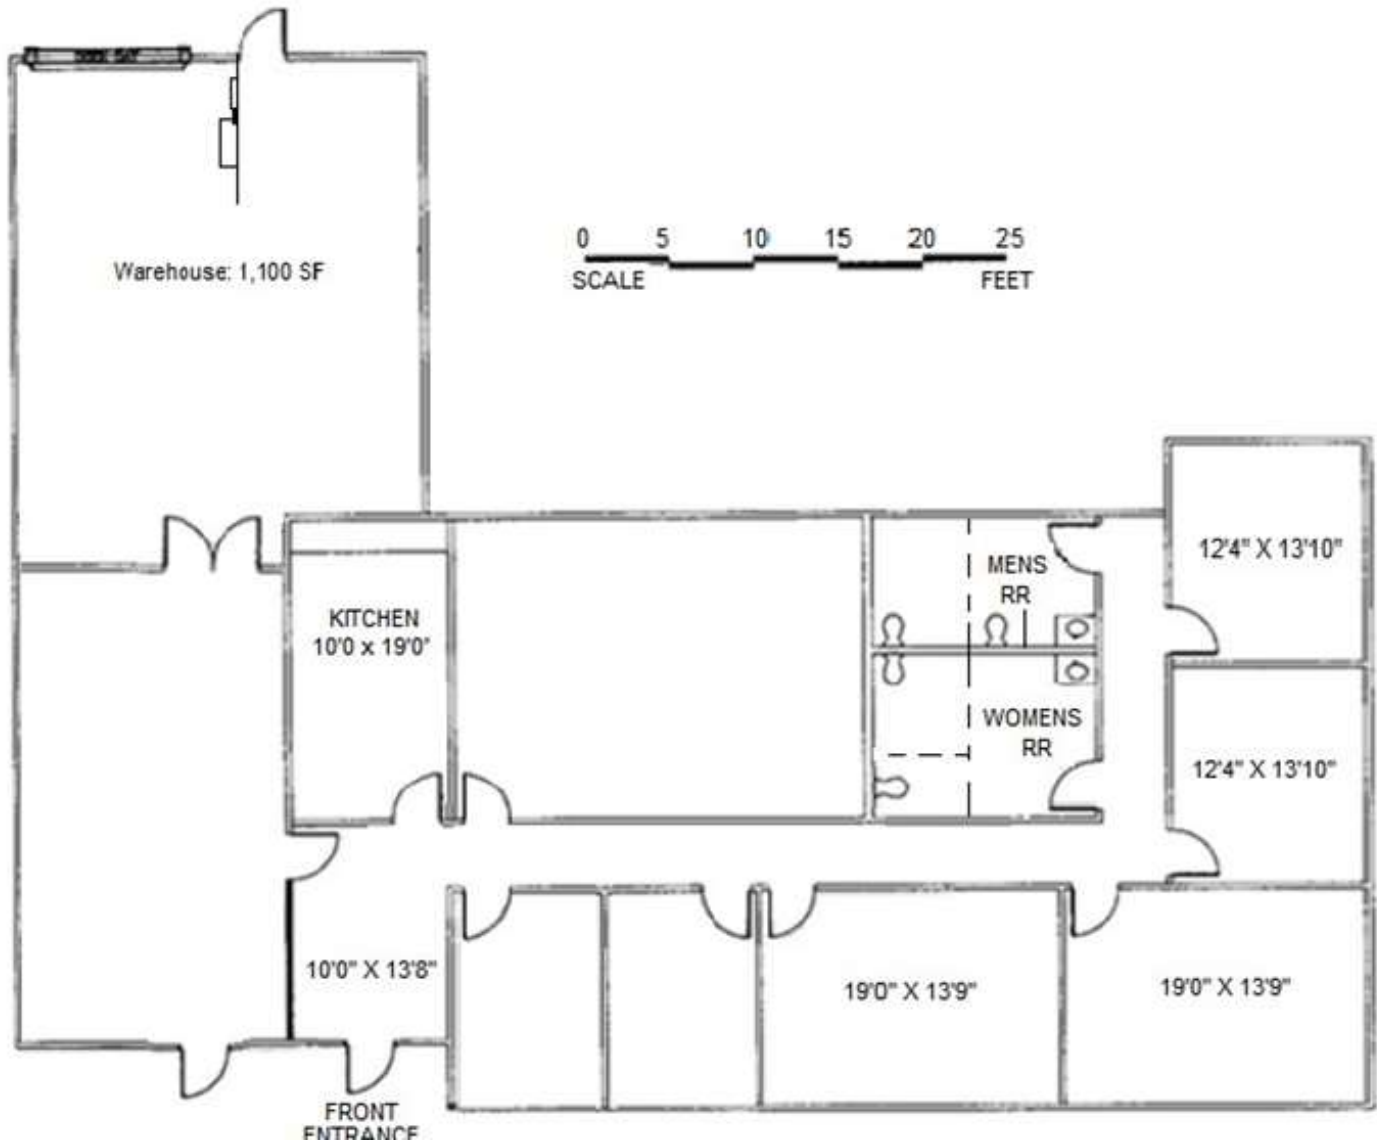 Warehouse: 1,100 SF
0 5 10 15 20 25
SCALE FEET
12'4" X 13'10"
MENS
RR
KITCHEN
10'0 x 19'0"
WOMENS
RR
12'4" X 13'10"
10'0" X 13'8"
19'0" X 13'9"
19'0" X 13'9"
FRONT
ENTRANCE